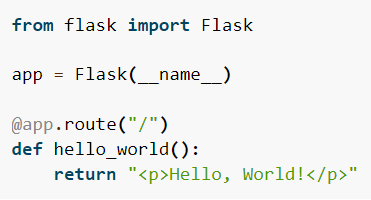 from flask import Flask
app = Flask(__name__)
@app.route("/")
def hello_world():
    return "<p>Hello, World!</p>"